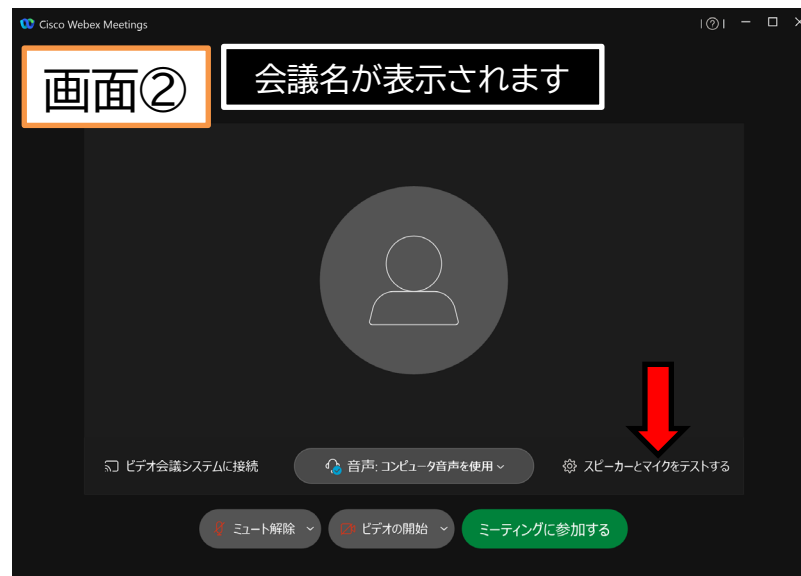 Cisco Webex Meetings
画面②
会議名が表示されます
ビデオ会議システムに接続
音声: コンピュータ音声を使用
スピーカーとマイクをテストする
ミュート解除
ビデオの開始
ミーティングに参加する